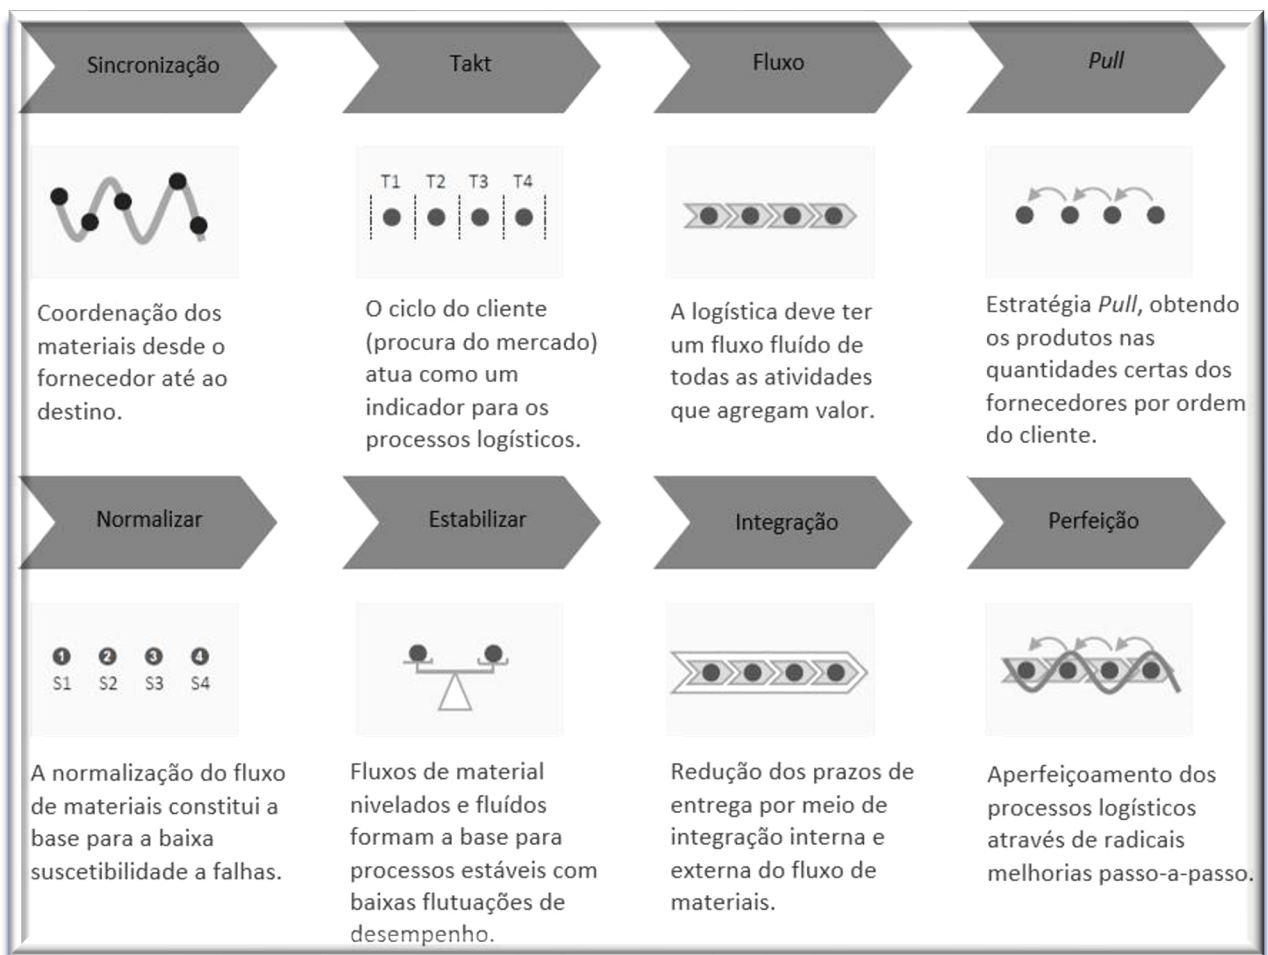 Sincronização
Takt
Fluxo
Pull
T1 T2 T3 T4
Coordenação dos
materiais desde o
fornecedor até ao
destino.
O ciclo do cliente
(procura do mercado)
atua como um
indicador para os
processos logísticos.
A logística deve ter
um fluxo fluído de
todas as atividades
que agregam valor.
Estratégia Pull, obtendo
os produtos nas
quantidades certas dos
fornecedores por ordem
do cliente.
Normalizar
Estabilizar
Integração
Perfeição
1 2 3 4
S1 S2 S3 S4
A normalização do fluxo
de materiais constitui a
base para a baixa
suscetibilidade a falhas.
Fluxos de material
nivelados e fluídos
formam a base para
processos estáveis com
baixas flutuações de
desempenho.
Redução dos prazos de
entrega por meio de
integração interna e
externa do fluxo de
materiais.
Aperfeiçoamento dos
processos logísticos
através de radicais
melhorias passo-a-passo.